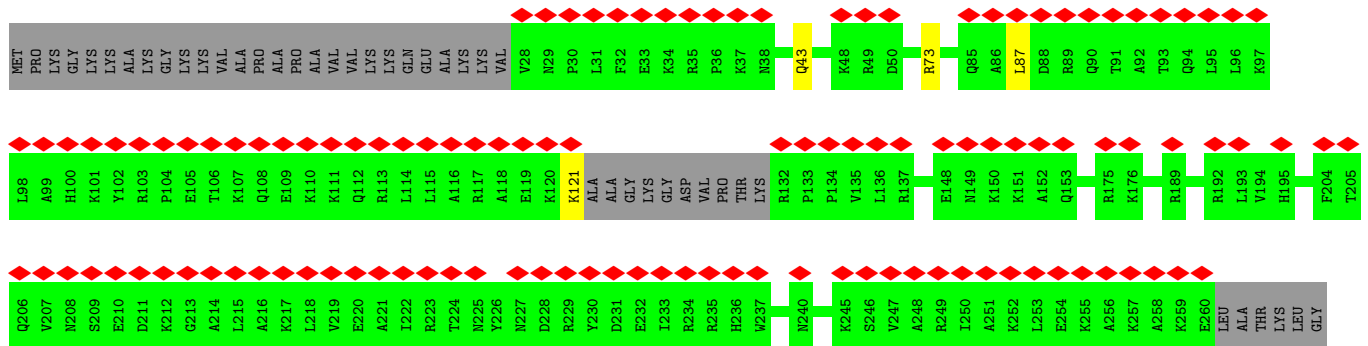 MET PRO LYS GLY LYS LYS LYS ALA LYS GLY LYS LYS VAL ALA PRO ALA PRO ALA VAL VAL LYS LYS GLN GLU ALA LYS LYS VAL V28 N29 P30 L31 F32 E33 K34 R35 P36 K37 N38 Q43 K48 R49 D50 R73 Q85 A86 L87 D88 R89 Q90 T91 A92 T93 Q94 L95 L96 K97
L98 A99 H100 K101 Y102 R103 P104 E105 T106 K107 Q108 E109 K110 K111 Q112 R113 L114 L115 A116 R117 A118 E119 K120 K121 ALA ALA GLY LYS GLY ASP VAL PRO THR LYS R132 P133 P134 V135 L136 R137 E148 N149 K150 K151 A152 Q153 R175 K176 R189 R192 L193 V194 H195 F204 T205
Q206 V207 N208 S209 E210 D211 K212 G213 A214 L215 A216 K217 L218 V219 E220 A221 I222 R223 T224 N225 Y226 N227 D228 R229 Y230 D231 E232 I233 R234 R235 H236 W237 N240 K245 S246 V247 A248 R249 I250 A251 K252 L253 E254 K255 A256 K257 A258 K259 E260 LEU ALA THR LYS LEU GLY